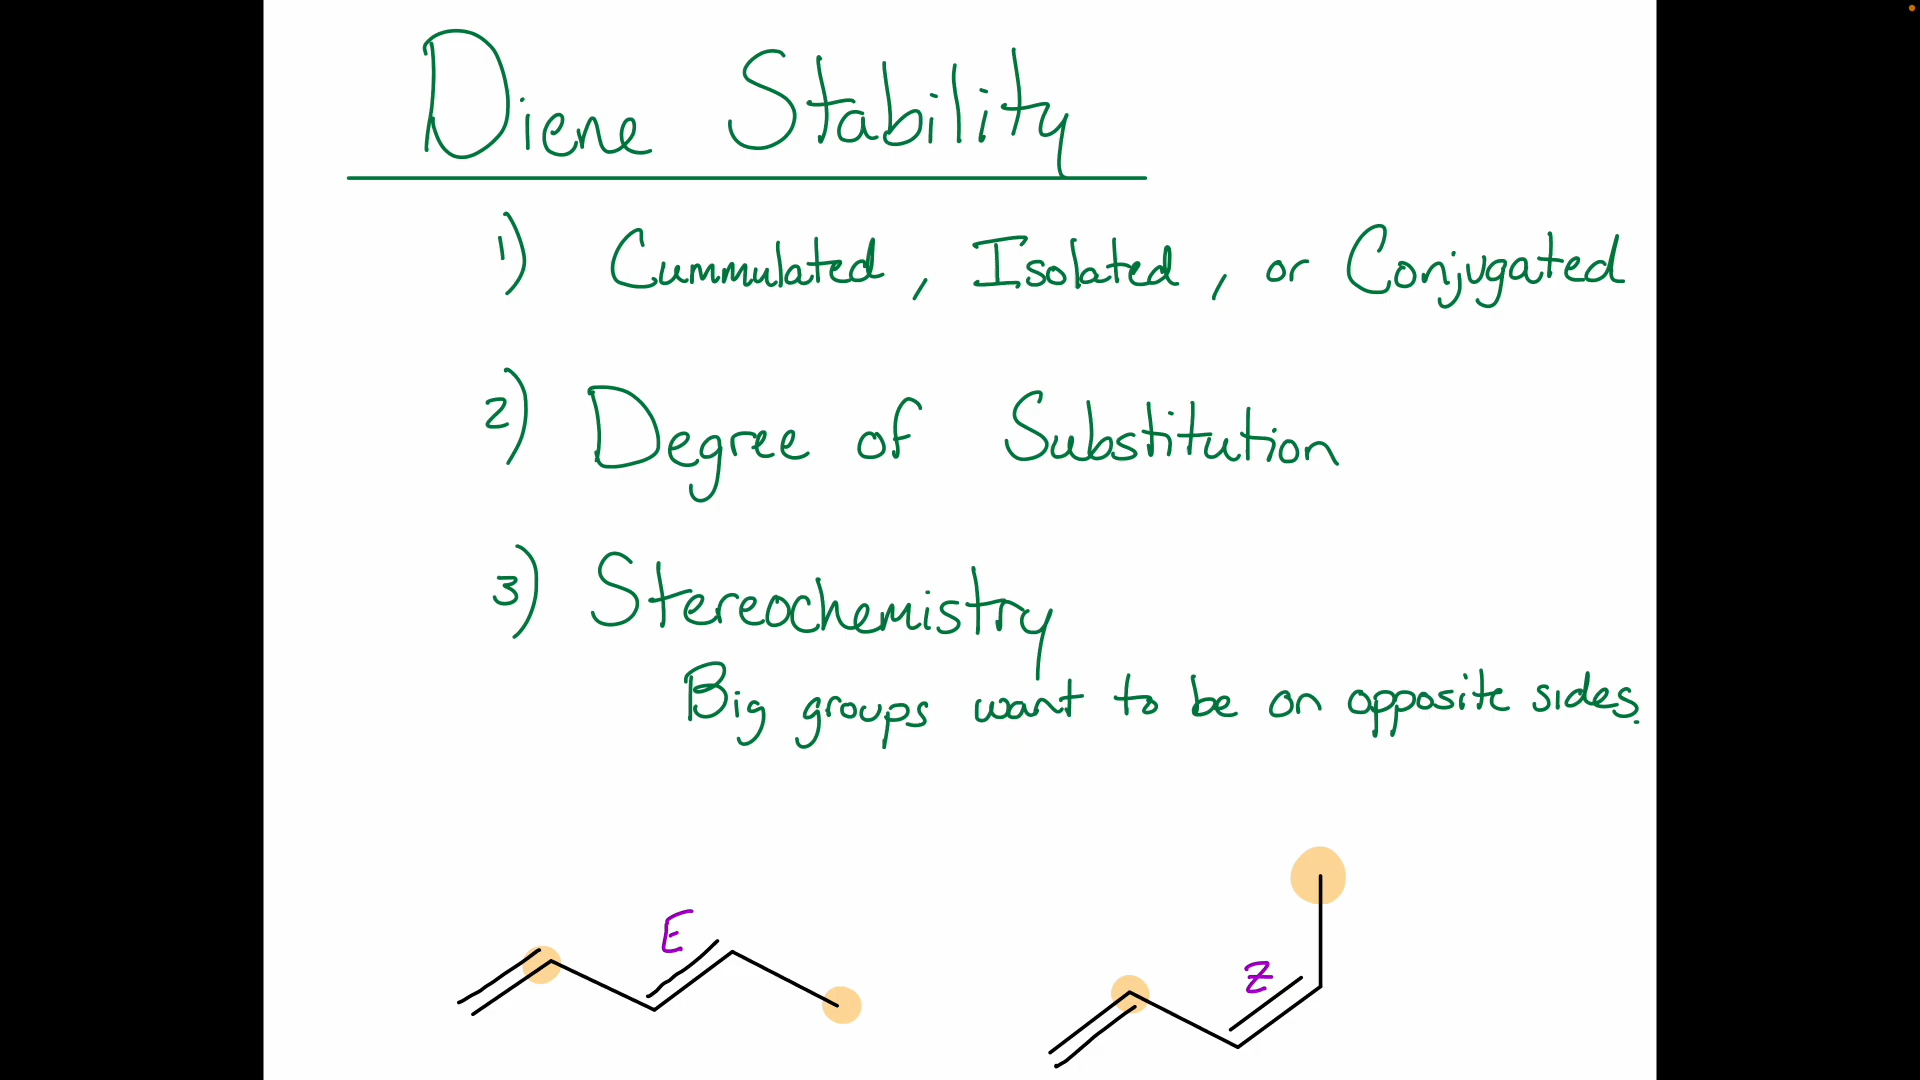 Diene Stability
1) Cummulated, Isolated, or Conjugated
2) Degree of Substitution
3) Stereochemistry
Big groups want to be on opposite sides.
E
Z